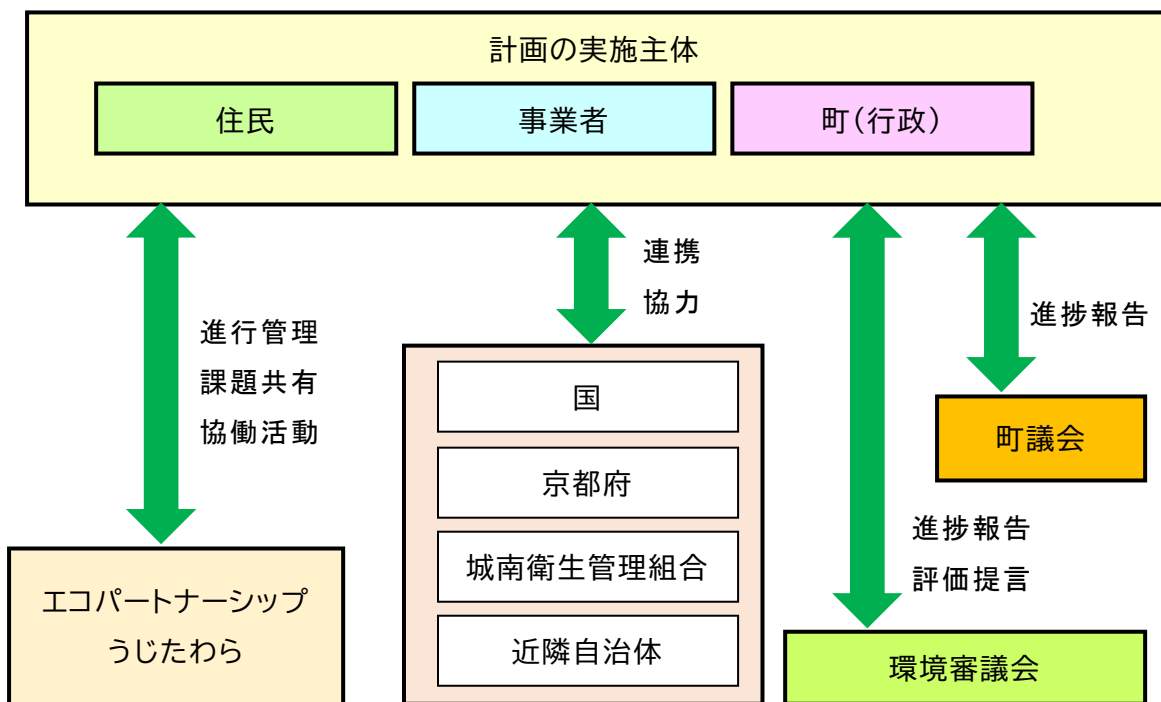 計画の実施主体
住民
事業者
町(行政)
進行管理
課題共有
協働活動
連携
協力
進捗報告
国
京都府
城南衛生管理組合
近隣自治体
町議会
進捗報告
評価提言
エコパートナーシップ
うじたわら
環境審議会